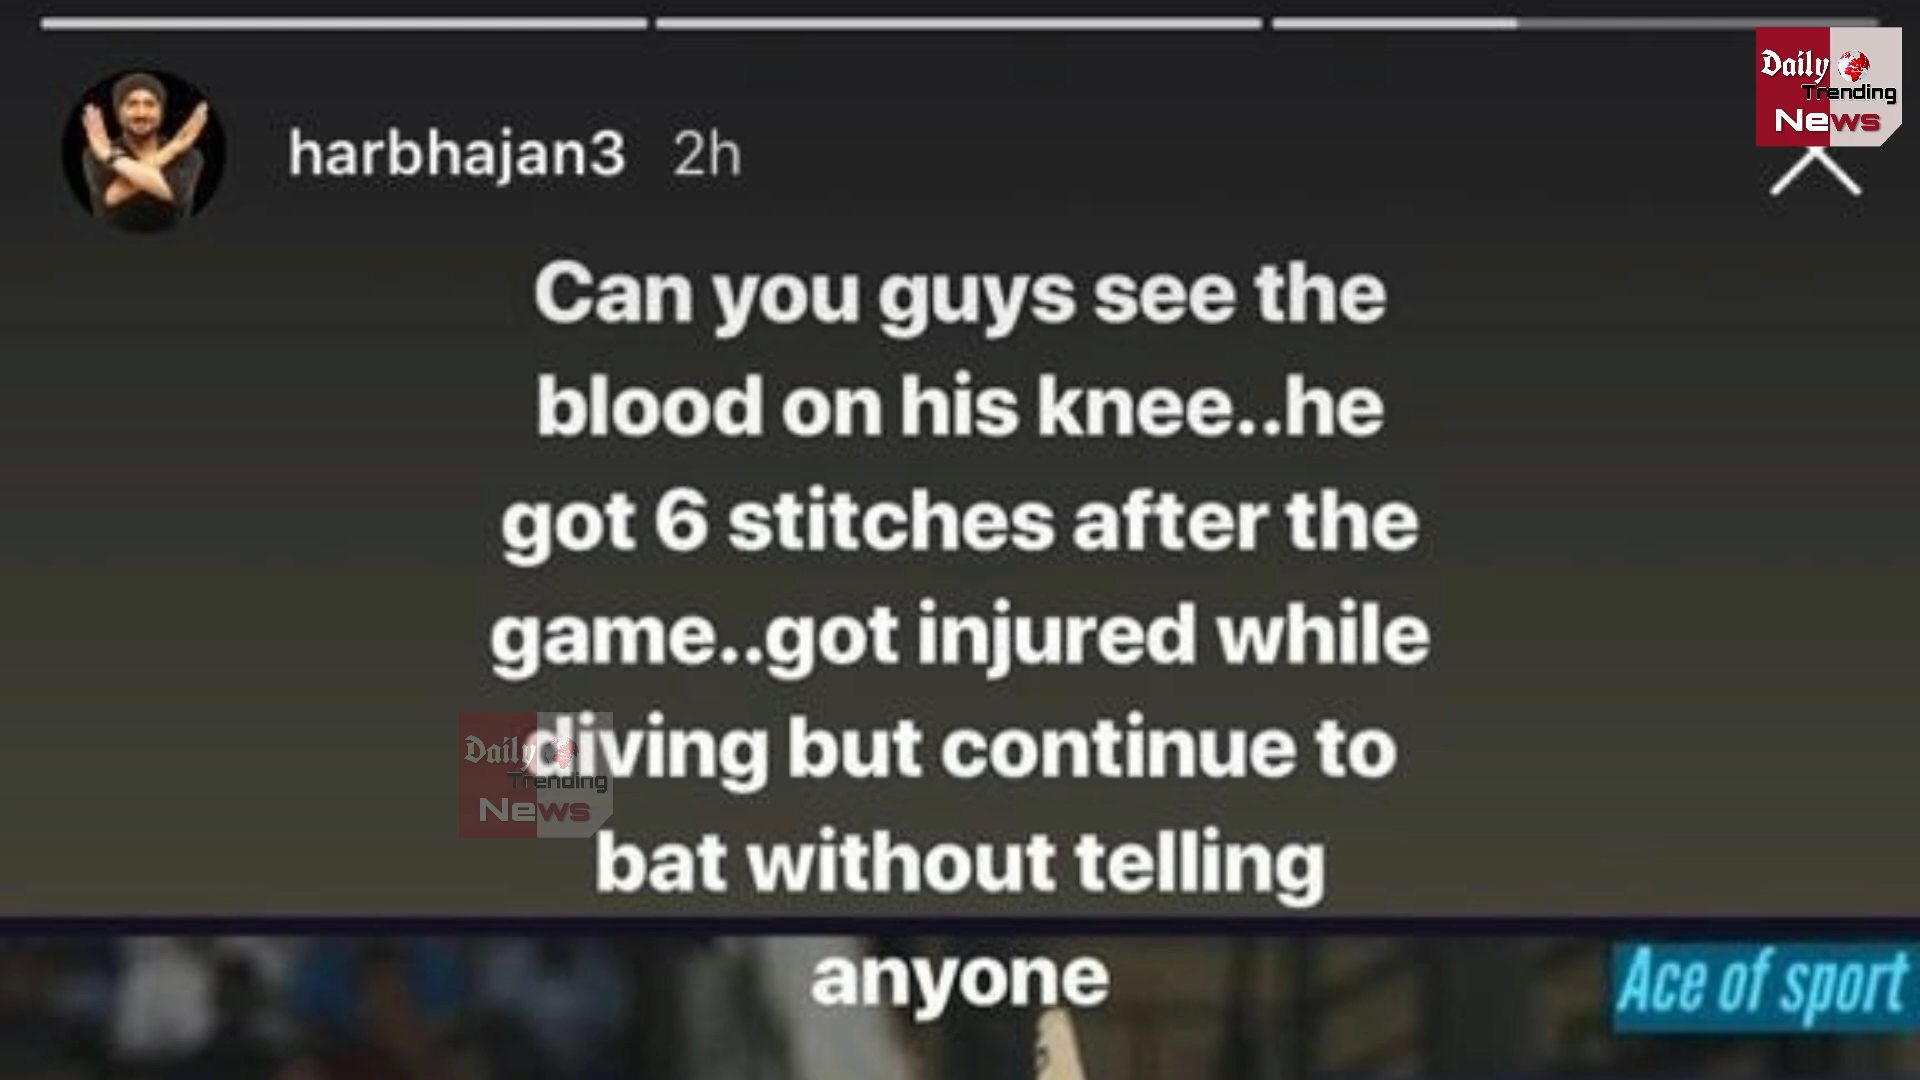 harbhajan3 2h
Daily
Trending
News
Can you guys see the
blood on his knee..he
got 6 stitches after the
game..got injured while
diving but continue to
bat without telling
anyone
Daily
Trending
News
Ace of sport